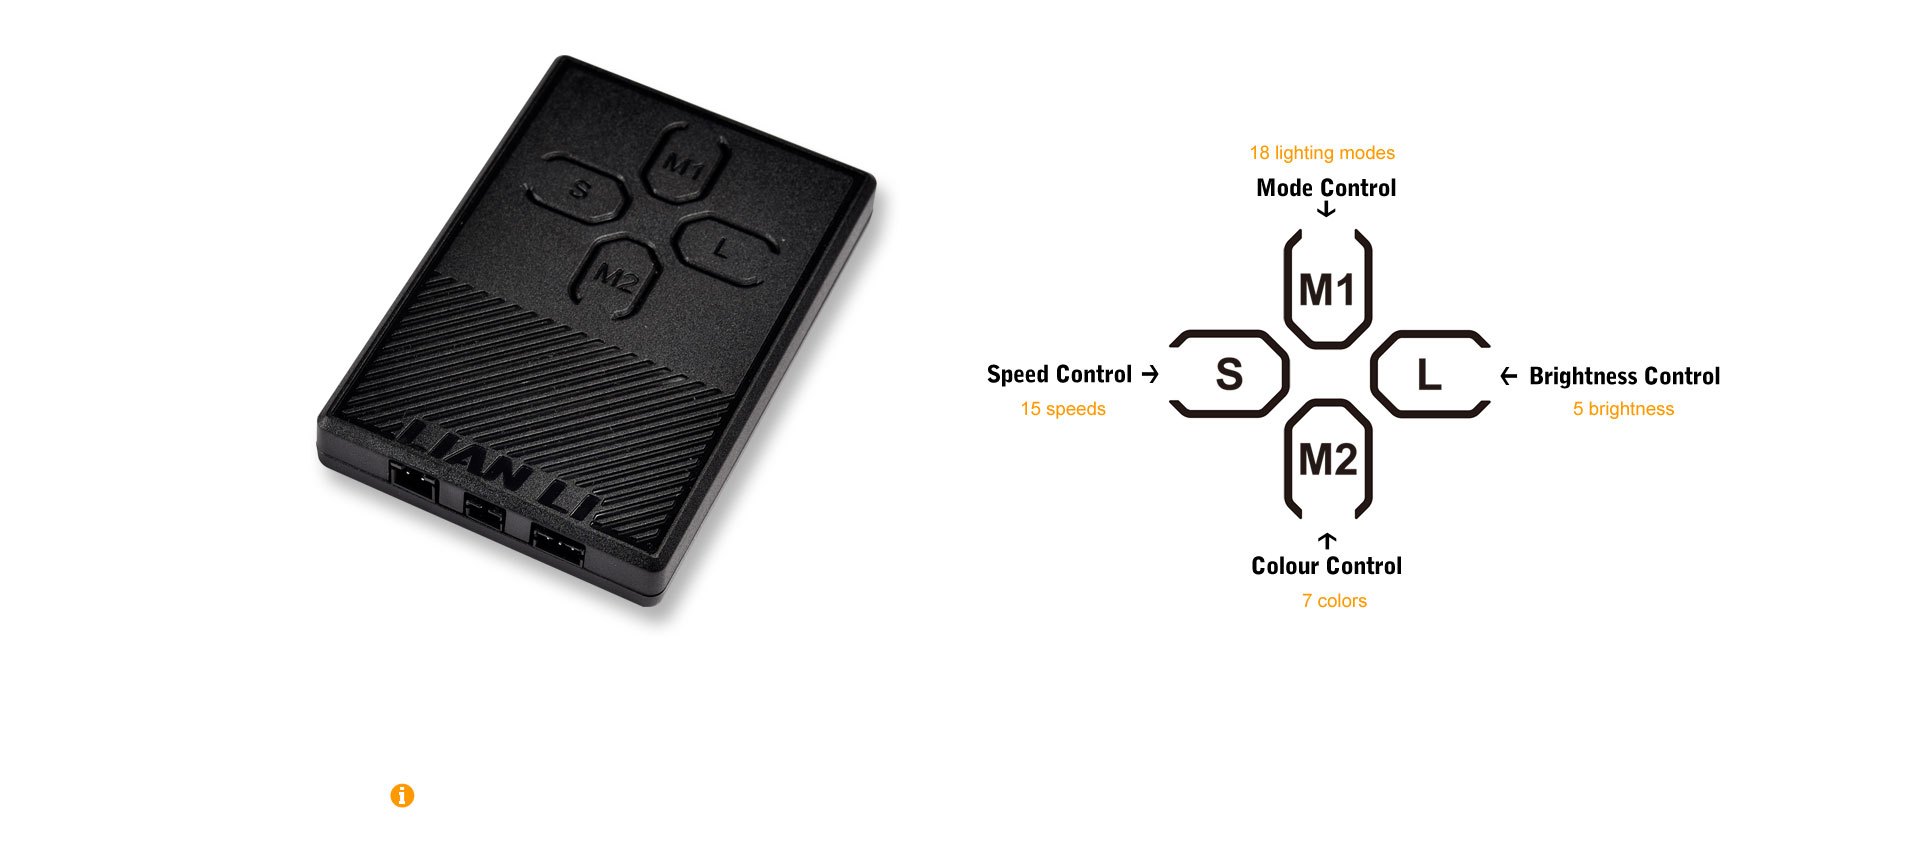 M1
S
L
M2
LIAN LI
18 lighting modes
Mode Control
M1
Speed Control
15 speeds
S
L
Brightness Control
5 brightness
M2
Colour Control
7 colors